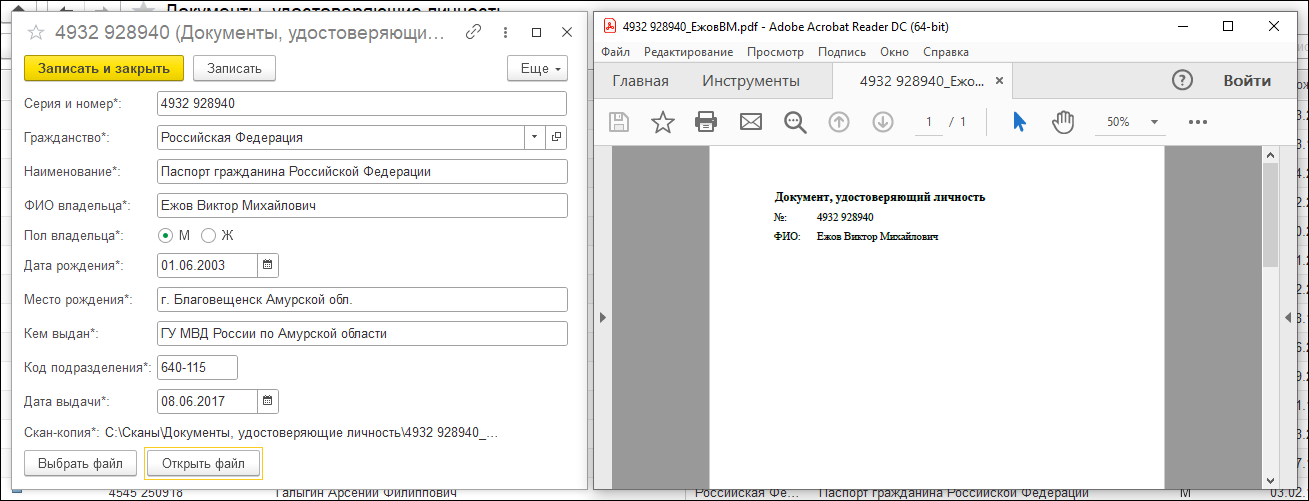 Документы, удостоверяющие личность
4932 928940 (Документы, удостоверяющи...
Записать и закрыть
Записать
Еще
Серия и номер*: 4932 928940
Гражданство*: Российская Федерация
Наименование*: Паспорт гражданина Российской Федерации
ФИО владельца*: Ежов Виктор Михайлович
Пол владельца*: М Ж
Дата рождения*: 01.06.2003
Место рождения*: г. Благовещенск Амурской обл.
Кем выдан*: ГУ МВД России по Амурской области
Код подразделения*: 640-115
Дата выдачи*: 08.06.2017
Скан-копия*: C:\Сканы\Документы, удостоверяющие личность\4932 928940_...
Выбрать файл
Открыть файл
4932 928940_ЕжовВМ.pdf - Adobe Acrobat Reader DC (64-bit)
Файл Редактирование Просмотр Подпись Окно Справка
Главная Инструменты 4932 928940_Ежо... × Войти
1 / 1 50%
Документ, удостоверяющий личность
№: 4932 928940
ФИО: Ежов Виктор Михайлович
4545 250918 Галыгин Арсений Филиппович Российская Фе... Паспорт гражданина Российской Федерации М 03.02.